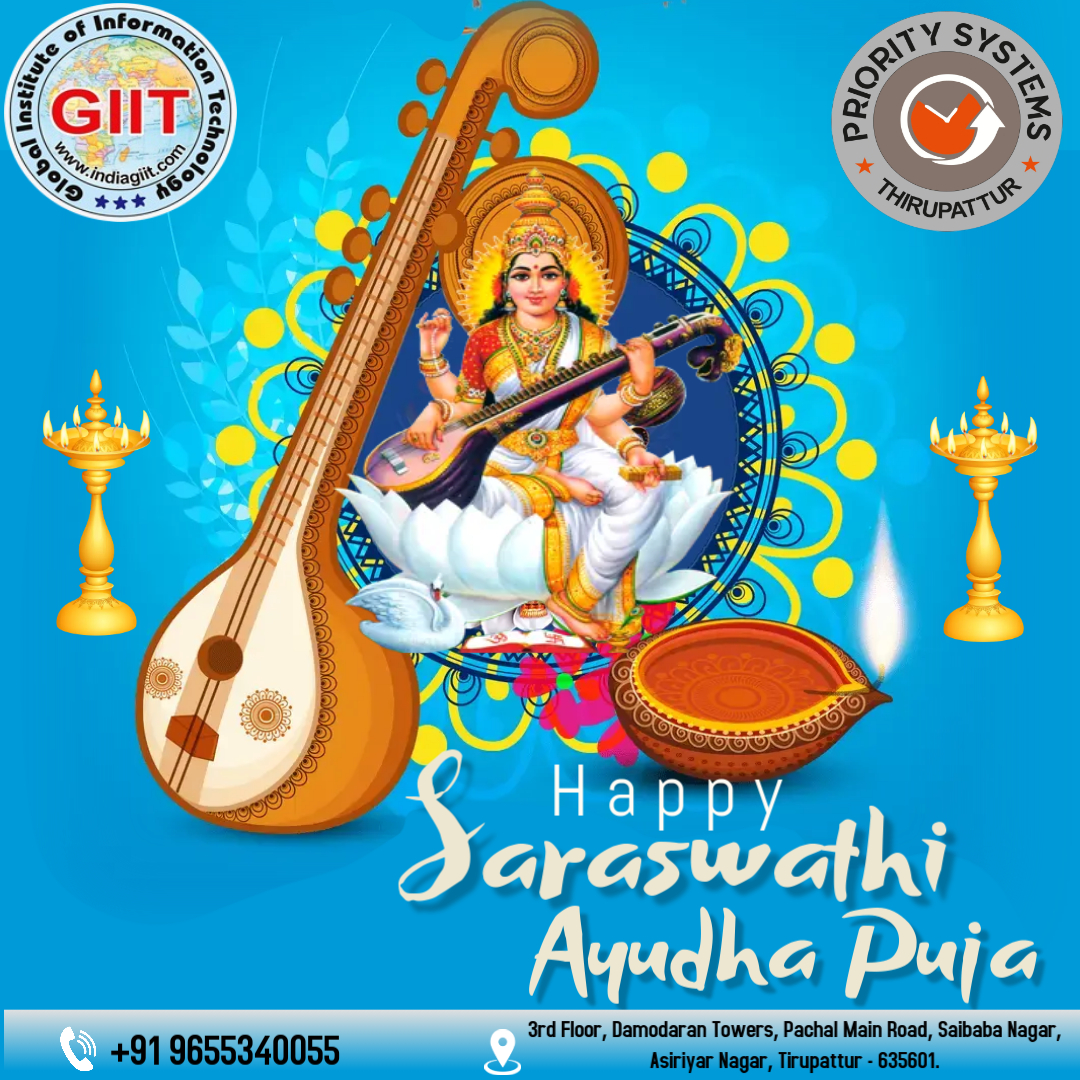 Global Institute of Information Technology
GIIT
www.indiagiit.com
PRIORITY SYSTEMS
THIRUPATTUR
Happy
Saraswathi
Ayudha Puja
+91 9655340055
3rd Floor, Damodaran Towers, Pachal Main Road, Saibaba Nagar,
Asiriyar Nagar, Tirupattur - 635601.